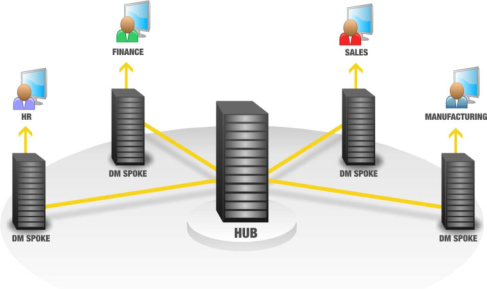 FINANCE
SALES
HR
MANUFACTURING
DM SPOKE
DM SPOKE
DM SPOKE
HUB
DM SPOKE